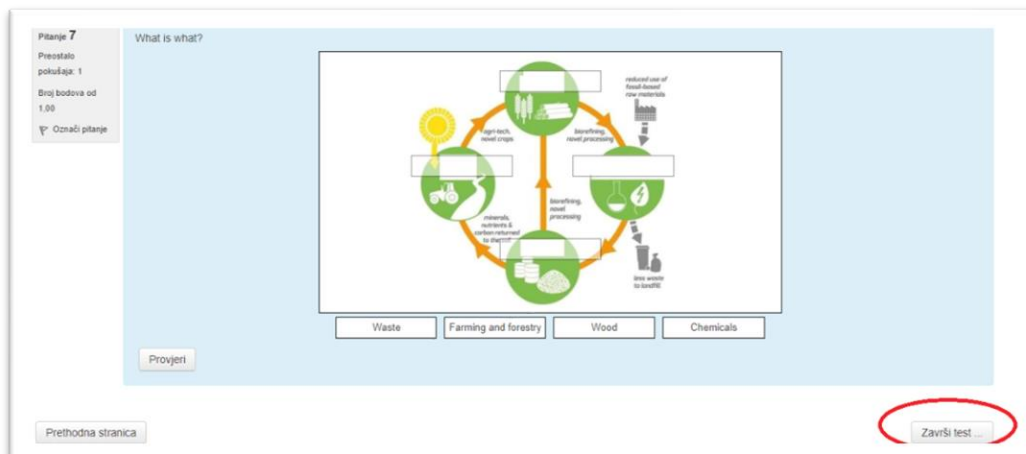 Pitanje 7
Preostalo
pokušaja: 1
Broj bodova od
1,00
Označi pitanje
What is what?
reduced use of
fossil-based
raw materials
agri-tech,
novel crops
biorefining,
novel processing
biorefining,
novel
processing
minerals,
nutrients &
carbon returned
to the
less waste
to landfill
Waste
Farming and forestry
Wood
Chemicals
Provjeri
Prethodna stranica
Završi test ...